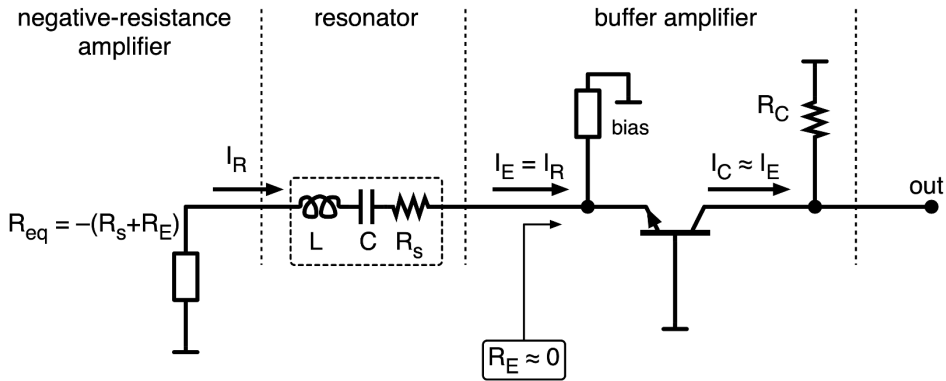 negative-resistance
amplifier
resonator
buffer amplifier
R_C
bias
I_R
I_E = I_R
I_C ≈ I_E
out
R_eq = −(R_s+R_E)
L
C
R_s
R_E ≈ 0